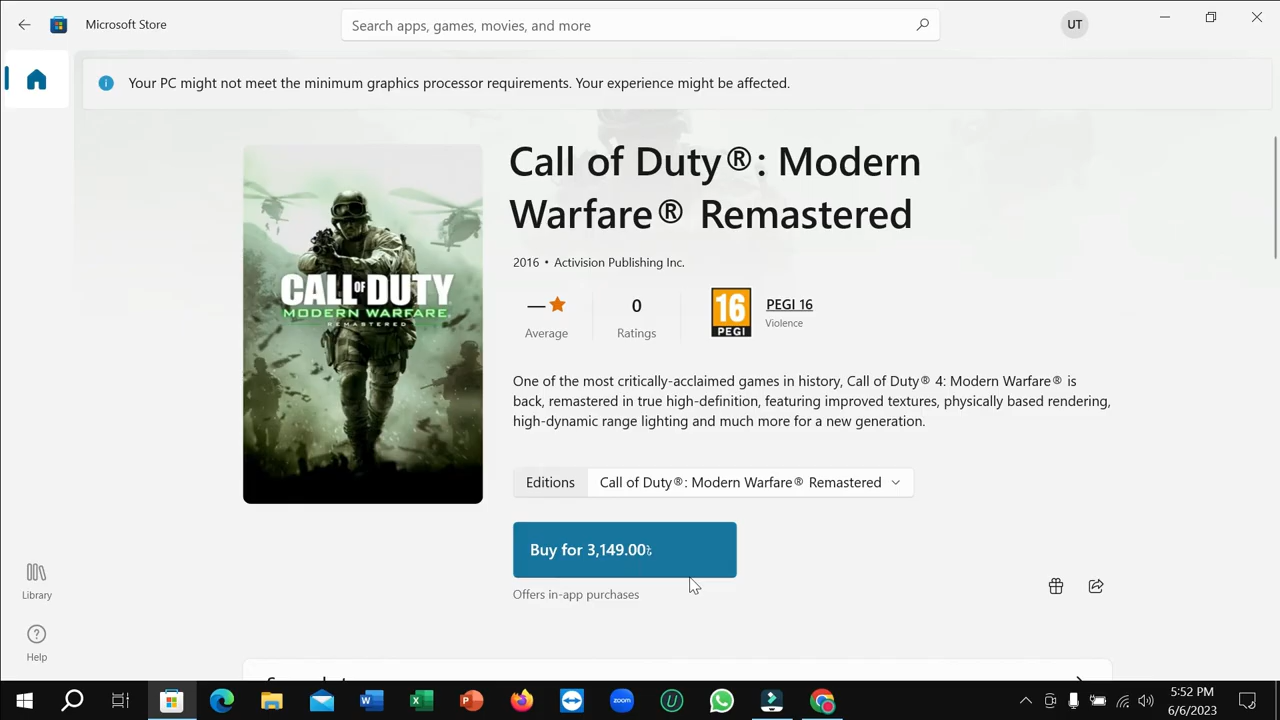 Microsoft Store
Search apps, games, movies, and more
UT
Your PC might not meet the minimum graphics processor requirements. Your experience might be affected.
CALL OF DUTY
MODERN WARFARE
REMASTERED
Call of Duty®: Modern
Warfare® Remastered
2016 • Activision Publishing Inc.
— 0
Average Ratings
16
PEGI
PEGI 16
Violence
One of the most critically-acclaimed games in history, Call of Duty® 4: Modern Warfare® is
back, remastered in true high-definition, featuring improved textures, physically based rendering,
high-dynamic range lighting and much more for a new generation.
Editions Call of Duty®: Modern Warfare® Remastered
Buy for 3,149.00৳
Offers in-app purchases
Library
Help
5:52 PM
6/6/2023